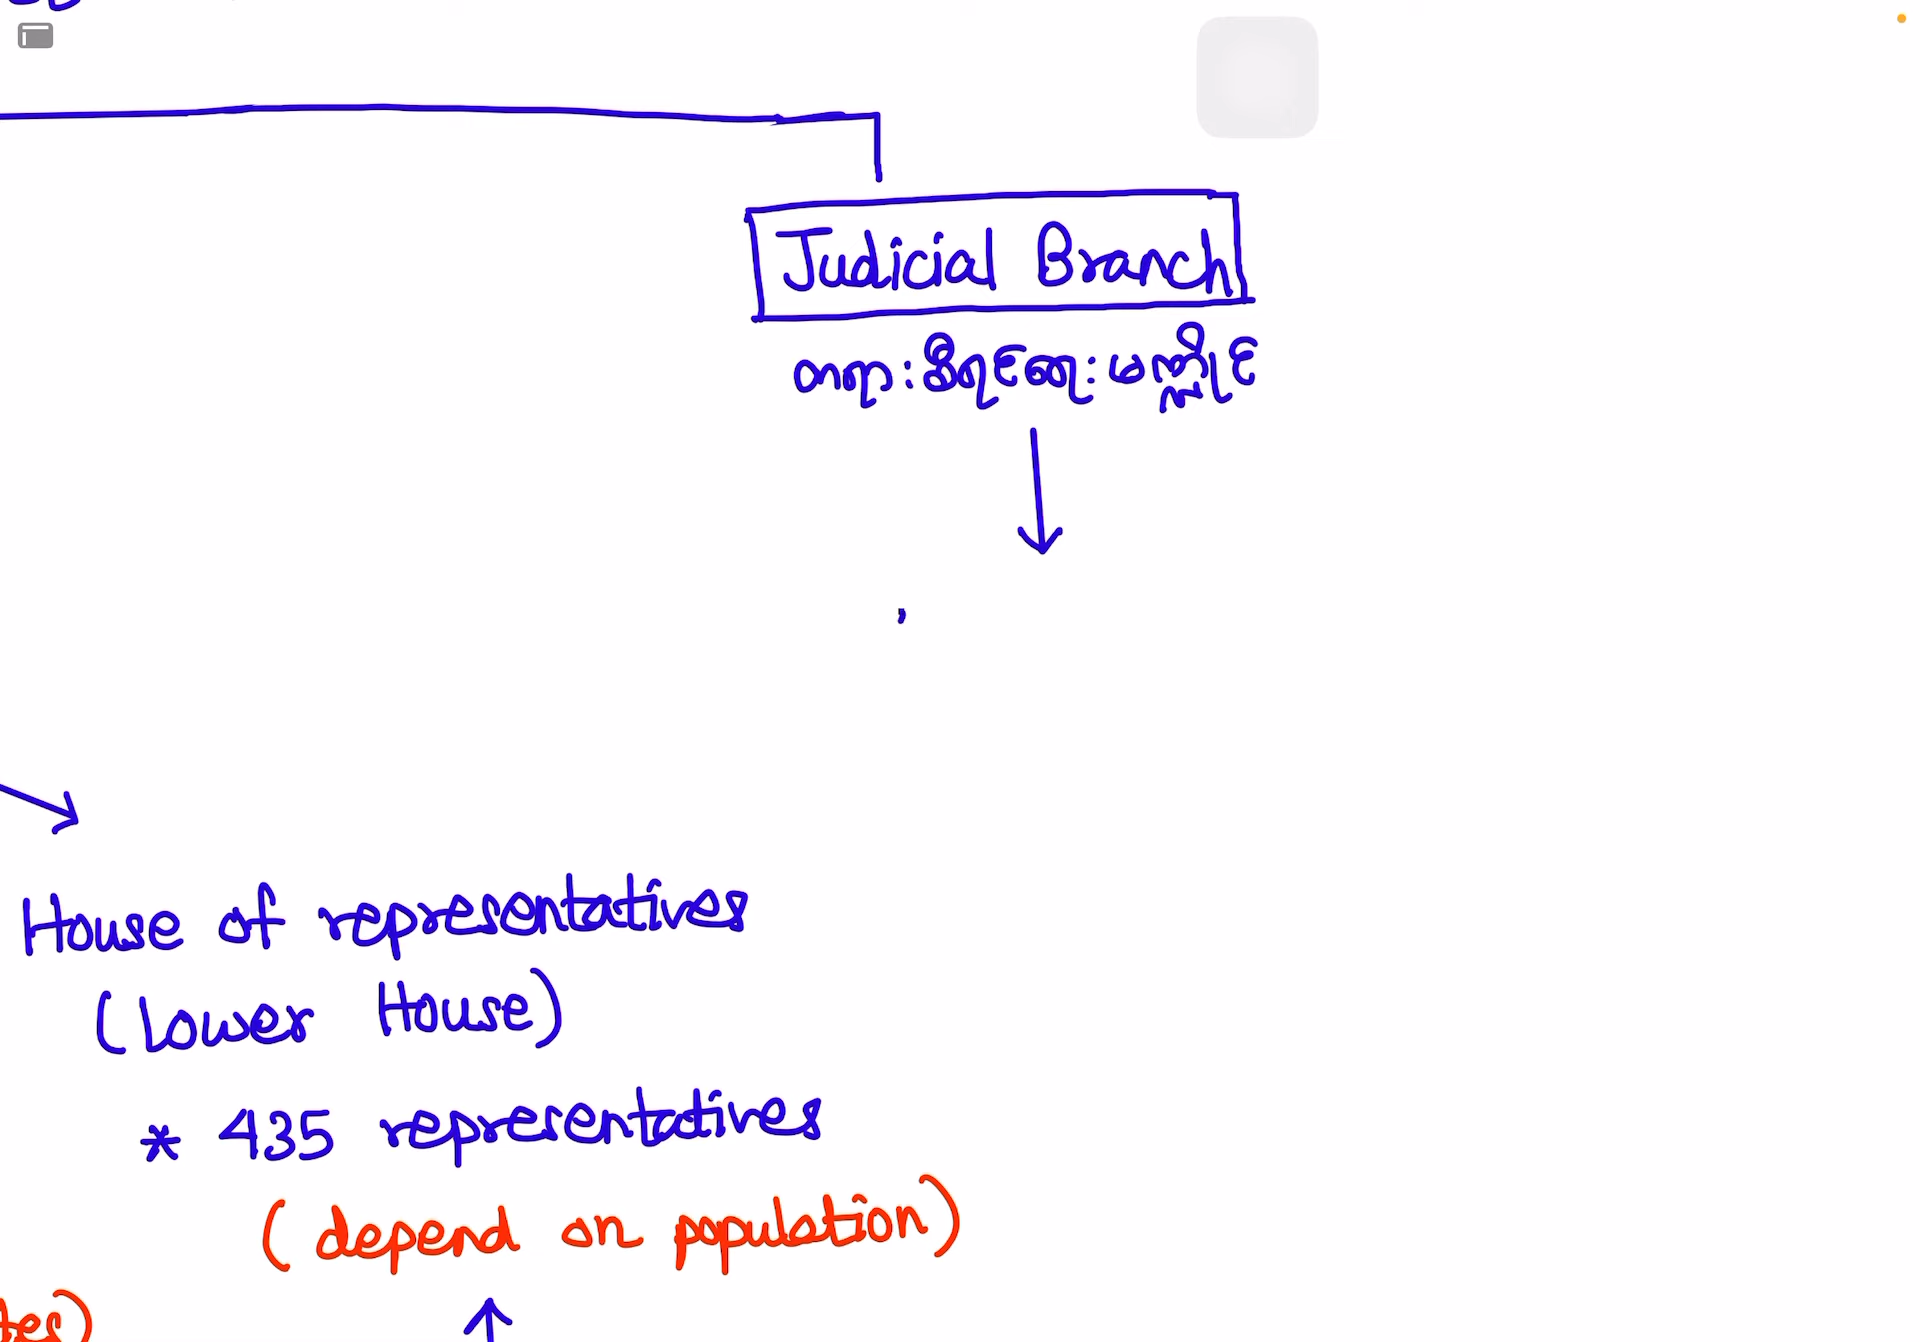 Judicial Branch
တရားစီရင်ရေးမဏ္ဍိုင်
House of representatives
(Lower House)
* 435 representatives
(depend on population)